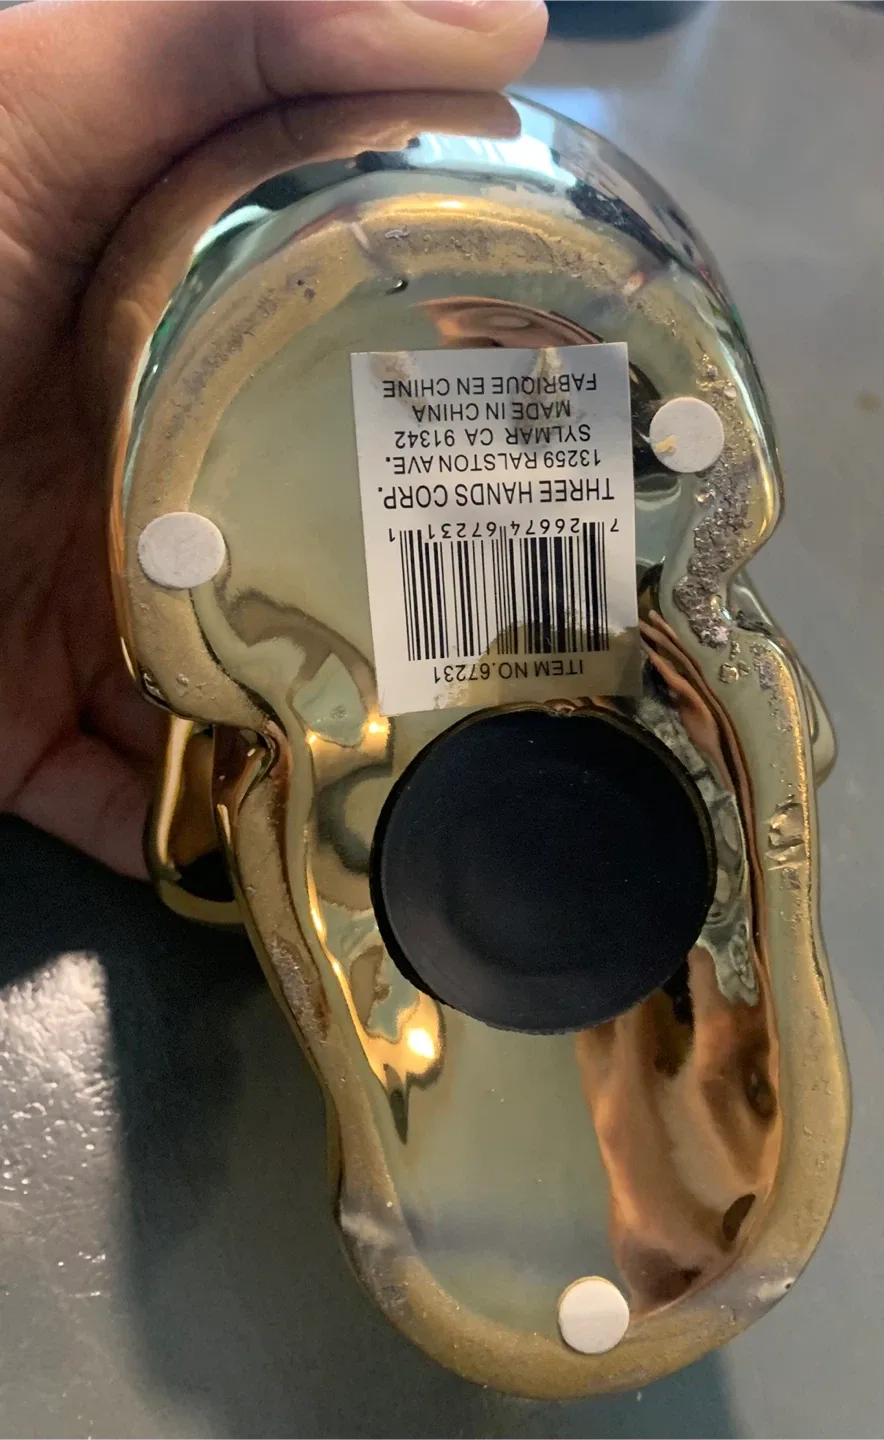 ITEM NO.67231
7 26674 67231 1
THREE HANDS CORP.
13259 RALSTON AVE.
SYLMAR CA 91342
MADE IN CHINA
FABRIQUE EN CHINE